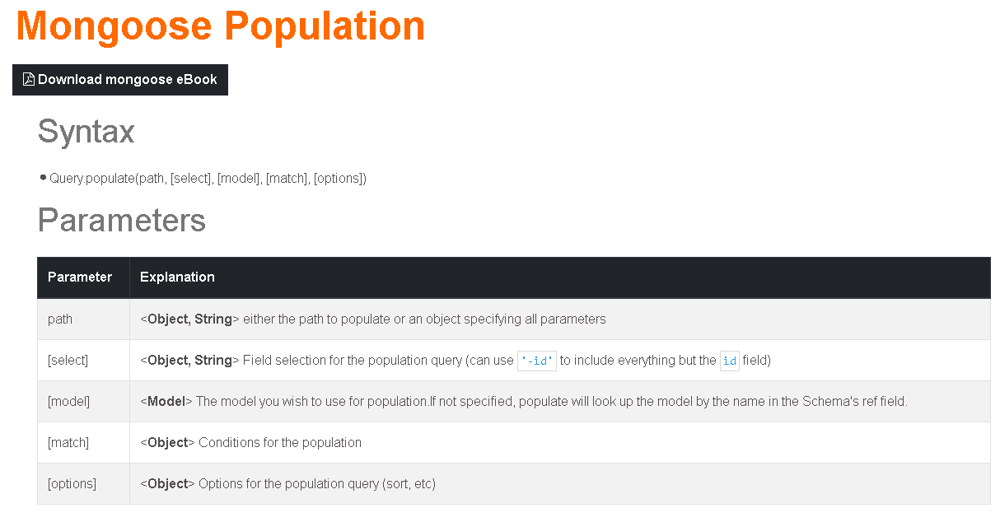 Mongoose Population
Download mongoose eBook
Syntax
• Query.populate(path, [select], [model], [match], [options])
Parameters
Parameter Explanation
path <Object, String> either the path to populate or an object specifying all parameters
[select] <Object, String> Field selection for the population query (can use '-id' to include everything but the id field)
[model] <Model> The model you wish to use for population.If not specified, populate will look up the model by the name in the Schema's ref field.
[match] <Object> Conditions for the population
[options] <Object> Options for the population query (sort, etc)